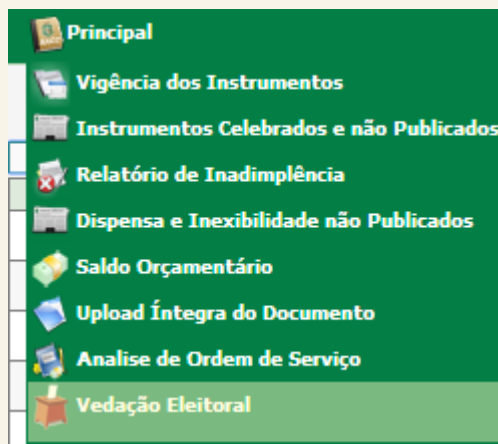 Principal
Vigência dos Instrumentos
Instrumentos Celebrados e não Publicados
Relatório de Inadimplência
Dispensa e Inexibilidade não Publicados
Saldo Orçamentário
Upload Íntegra do Documento
Analise de Ordem de Serviço
Vedação Eleitoral